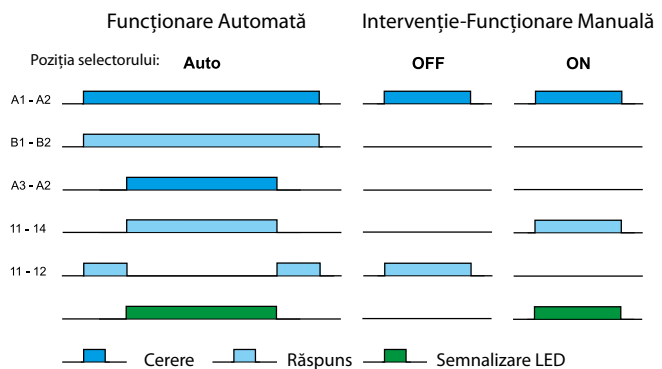 Funcționare Automată Intervenție-Funcționare Manuală
Poziția selectorului: Auto OFF ON
A1 - A2
B1 - B2
A3 - A2
11 - 14
11 - 12
Cerere Răspuns Semnalizare LED